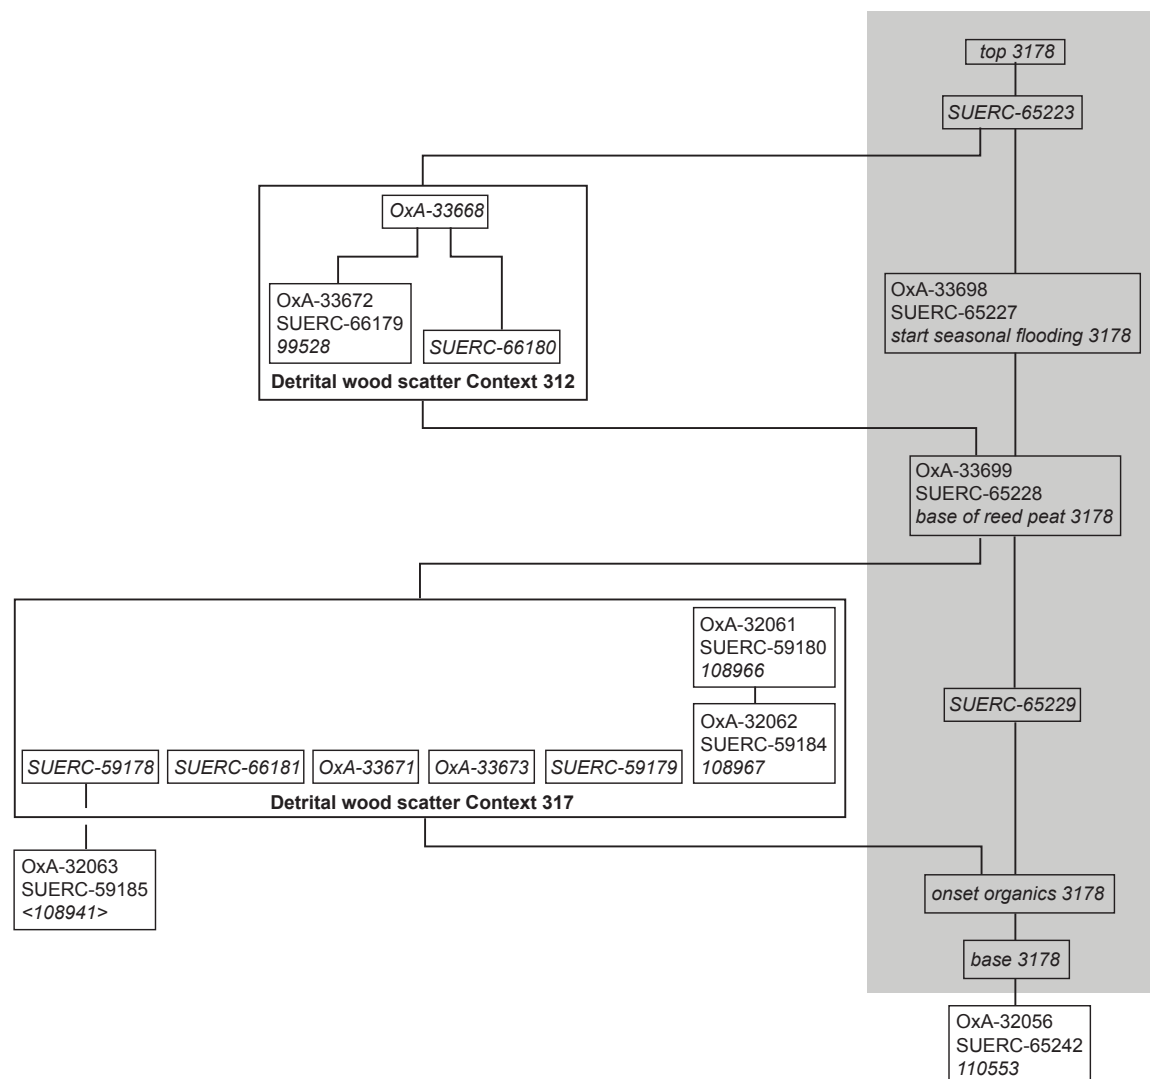 top 3178
SUERC-65223
OxA-33668
OxA-33672
SUERC-66179
99528
SUERC-66180
Detrital wood scatter Context 312
OxA-33698
SUERC-65227
start seasonal flooding 3178
OxA-33699
SUERC-65228
base of reed peat 3178
OxA-32061
SUERC-59180
108966
OxA-32062
SUERC-59184
108967
SUERC-59178
SUERC-66181
OxA-33671
OxA-33673
SUERC-59179
Detrital wood scatter Context 317
SUERC-65229
OxA-32063
SUERC-59185
<108941>
onset organics 3178
base 3178
OxA-32056
SUERC-65242
110553